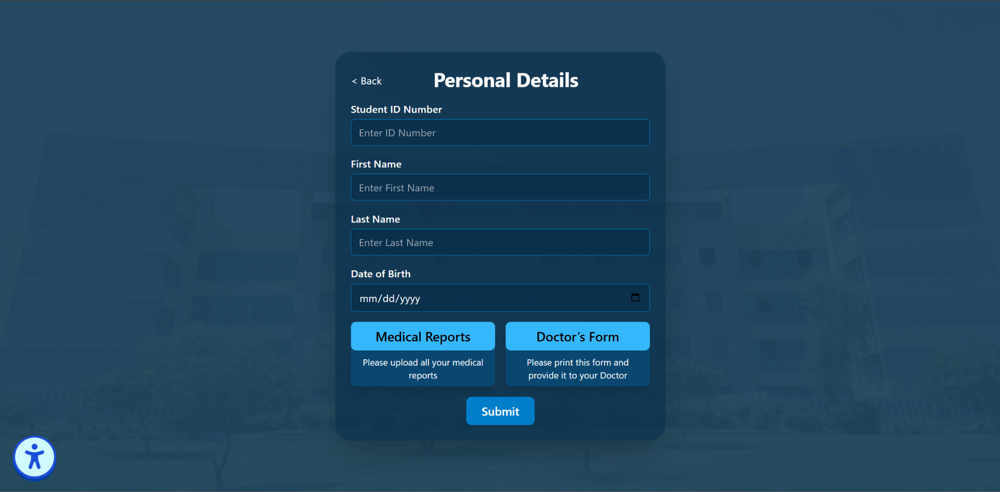 < Back
Personal Details
Student ID Number
Enter ID Number
First Name
Enter First Name
Last Name
Enter Last Name
Date of Birth
mm/dd/yyyy
Medical Reports
Please upload all your medical
reports
Doctor’s Form
Please print this form and
provide it to your Doctor
Submit